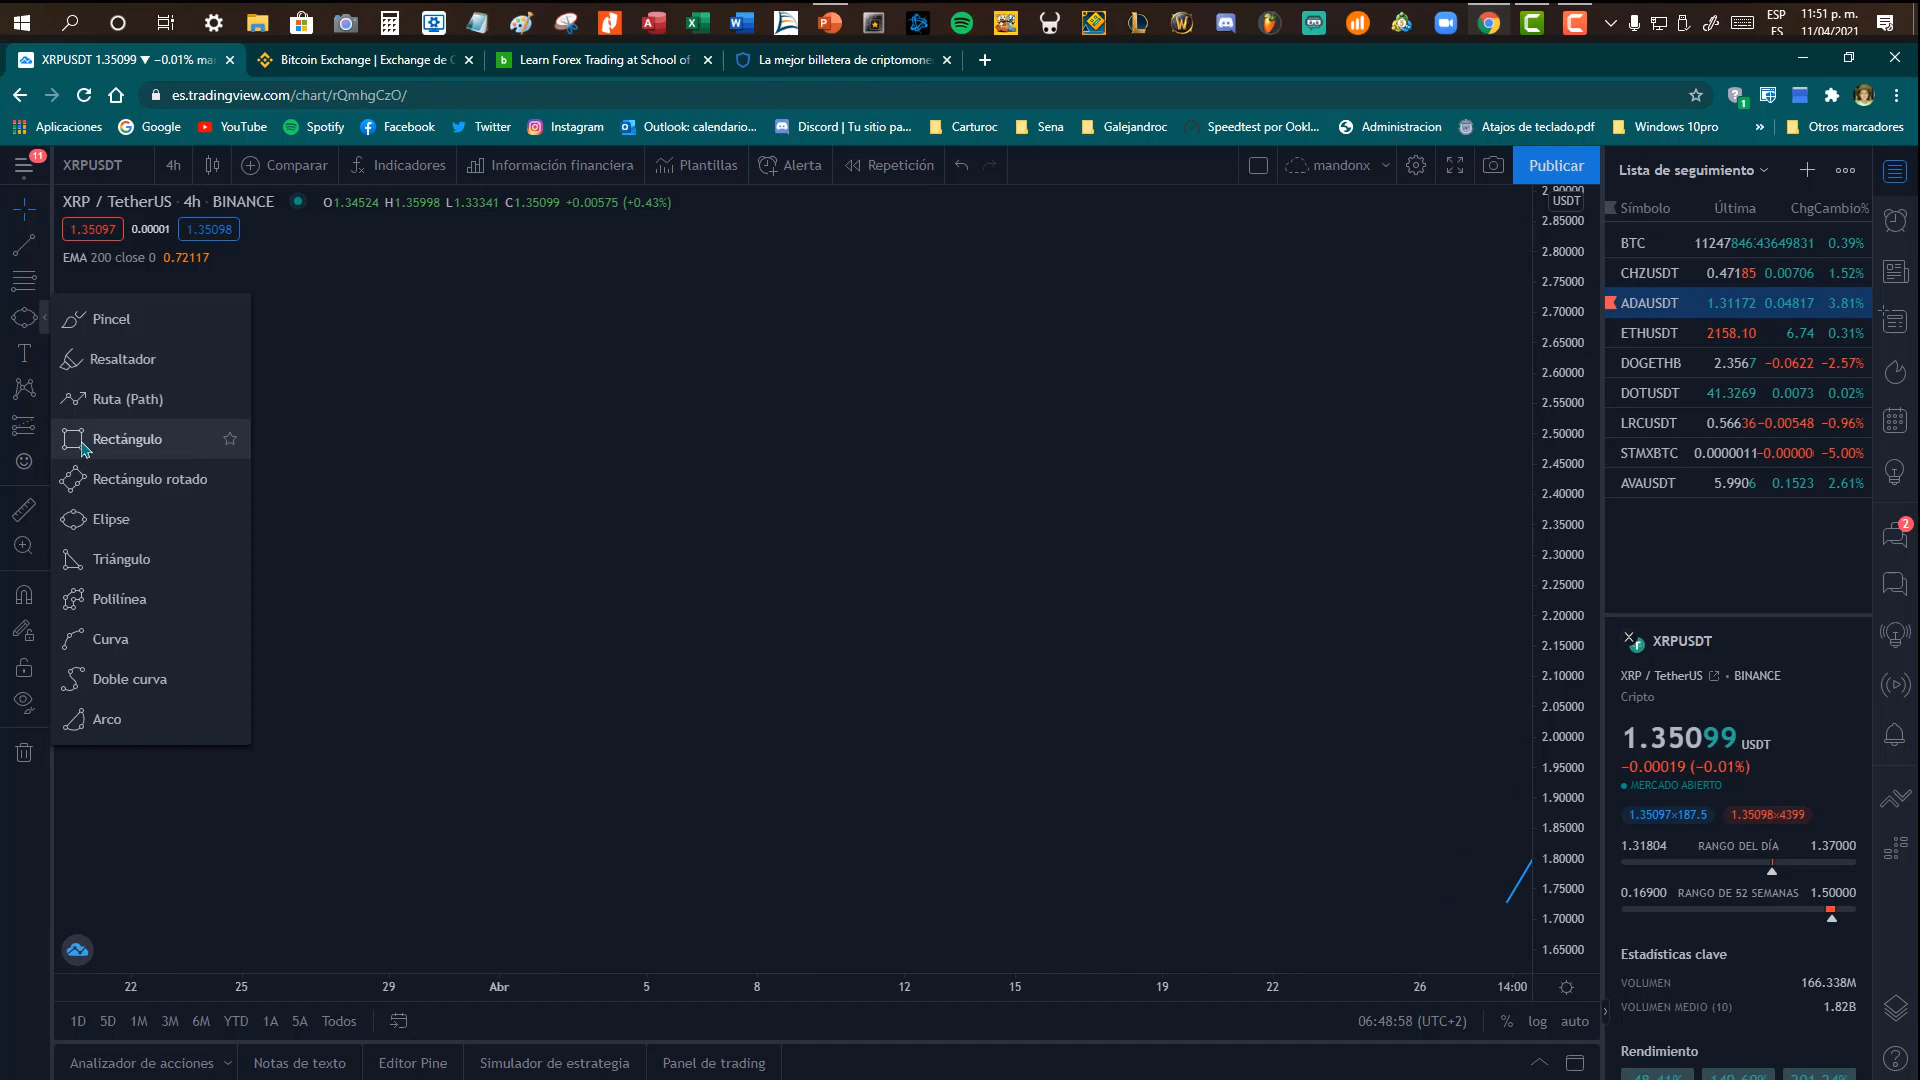 ESP
ES
11:51 p. m.
11/04/2021
XRPUSDT 1.35099 ▼ −0.01% ma
Bitcoin Exchange | Exchange de C
Learn Forex Trading at School of
La mejor billetera de criptomone
es.tradingview.com/chart/rQmhgCzO/
1
Aplicaciones
Google
YouTube
Spotify
Facebook
Twitter
Instagram
Outlook: calendario...
Discord | Tu sitio pa...
Carturoc
Sena
Galejandroc
Speedtest por Ookl...
Administracion
Atajos de teclado.pdf
Windows 10pro
»
Otros marcadores
11
XRPUSDT
4h
Comparar
Indicadores
Información financiera
Plantillas
Alerta
Repetición
mandonx
Publicar
Lista de seguimiento
XRP / TetherUS · 4h · BINANCE
O1.34524 H1.35998 L1.33341 C1.35099 +0.00575 (+0.43%)
1.35097 0.00001 1.35098
EMA 200 close 0 0.72117
Pincel
Resaltador
Ruta (Path)
Rectángulo
Rectángulo rotado
Elipse
Triángulo
Polilínea
Curva
Doble curva
Arco
2.90000
USDT
2.85000
2.80000
2.75000
2.70000
2.65000
2.60000
2.55000
2.50000
2.45000
2.40000
2.35000
2.30000
2.25000
2.20000
2.15000
2.10000
2.05000
2.00000
1.95000
1.90000
1.85000
1.80000
1.75000
1.70000
1.65000
22 25 29 Abr 5 8 12 15 19 22 26 14:00
1D 5D 1M 3M 6M YTD 1A 5A Todos
06:48:58 (UTC+2) % log auto
Analizador de acciones
Notas de texto
Editor Pine
Simulador de estrategia
Panel de trading
Símbolo Última ChgCambio%
BTC 0.39%
CHZUSDT 0.47185 0.00706 1.52%
ADAUSDT 1.31172 0.04817 3.81%
ETHUSDT 2158.10 6.74 0.31%
DOGETHB 2.3567 −0.0622 −2.57%
DOTUSDT 41.3269 0.0073 0.02%
LRCUSDT 0.56636 −0.00548 −0.96%
STMXBTC 0.0000011 −0.00000 −5.00%
AVAUSDT 5.9906 0.1523 2.61%
2
XRPUSDT
XRP / TetherUS • BINANCE
Cripto
1.35099 USDT
−0.00019 (−0.01%)
MERCADO ABIERTO
1.35097×187.5 1.35098×4399
1.31804 RANGO DEL DÍA 1.37000
0.16900 RANGO DE 52 SEMANAS 1.50000
Estadísticas clave
VOLUMEN 166.338M
VOLUMEN MEDIO (10) 1.82B
Rendimiento